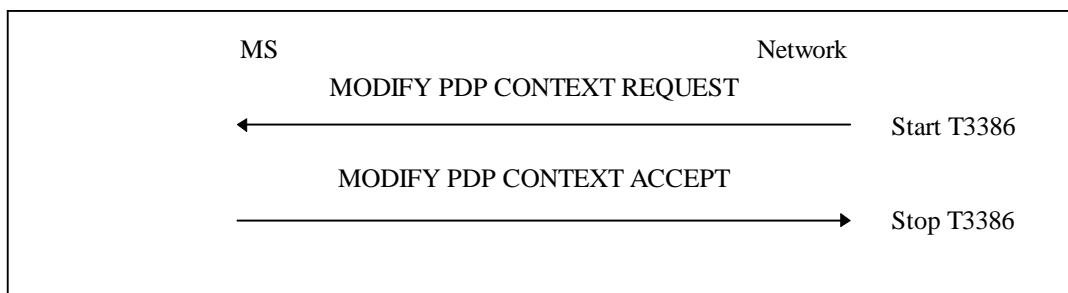 MS Network
MODIFY PDP CONTEXT REQUEST
Start T3386
MODIFY PDP CONTEXT ACCEPT
Stop T3386